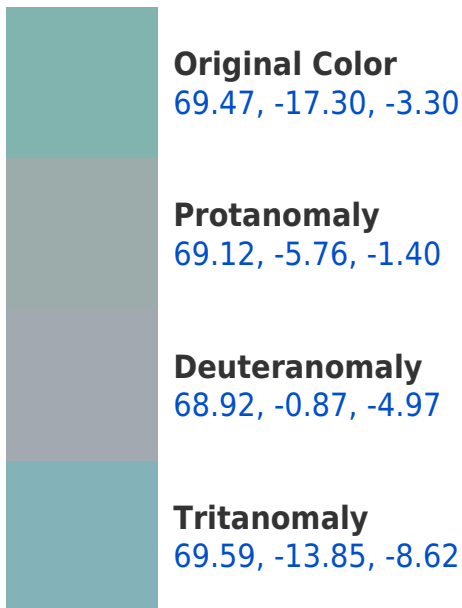 Original Color
69.47, -17.30, -3.30
Protanomaly
69.12, -5.76, -1.40
Deuteranomaly
68.92, -0.87, -4.97
Tritanomaly
69.59, -13.85, -8.62